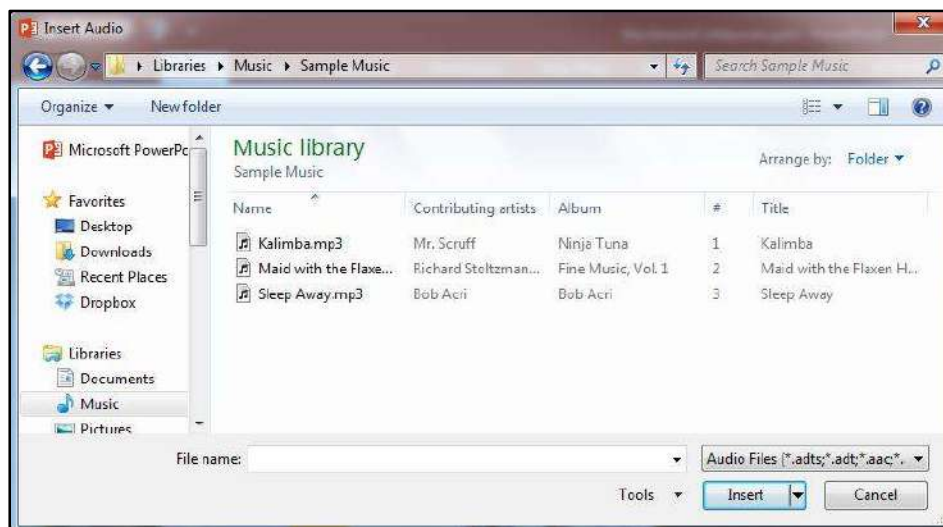 Insert Audio
Libraries Music Sample Music Search Sample Music
Organize New folder
Microsoft PowerPc
Favorites
Desktop
Downloads
Recent Places
Dropbox
Libraries
Documents
Music
Pictures
Music library
Sample Music
Arrange by: Folder
Name Contributing artists Album # Title
Kalimba.mp3 Mr. Scruff Ninja Tuna 1 Kalimba
Maid with the Flaxe... Richard Stoltzman... Fine Music, Vol. 1 2 Maid with the Flaxen H...
Sleep Away.mp3 Bob Acri Bob Acri 3 Sleep Away
File name: Audio Files (*.adts;*.adt;*.aac;*.
Tools Insert Cancel